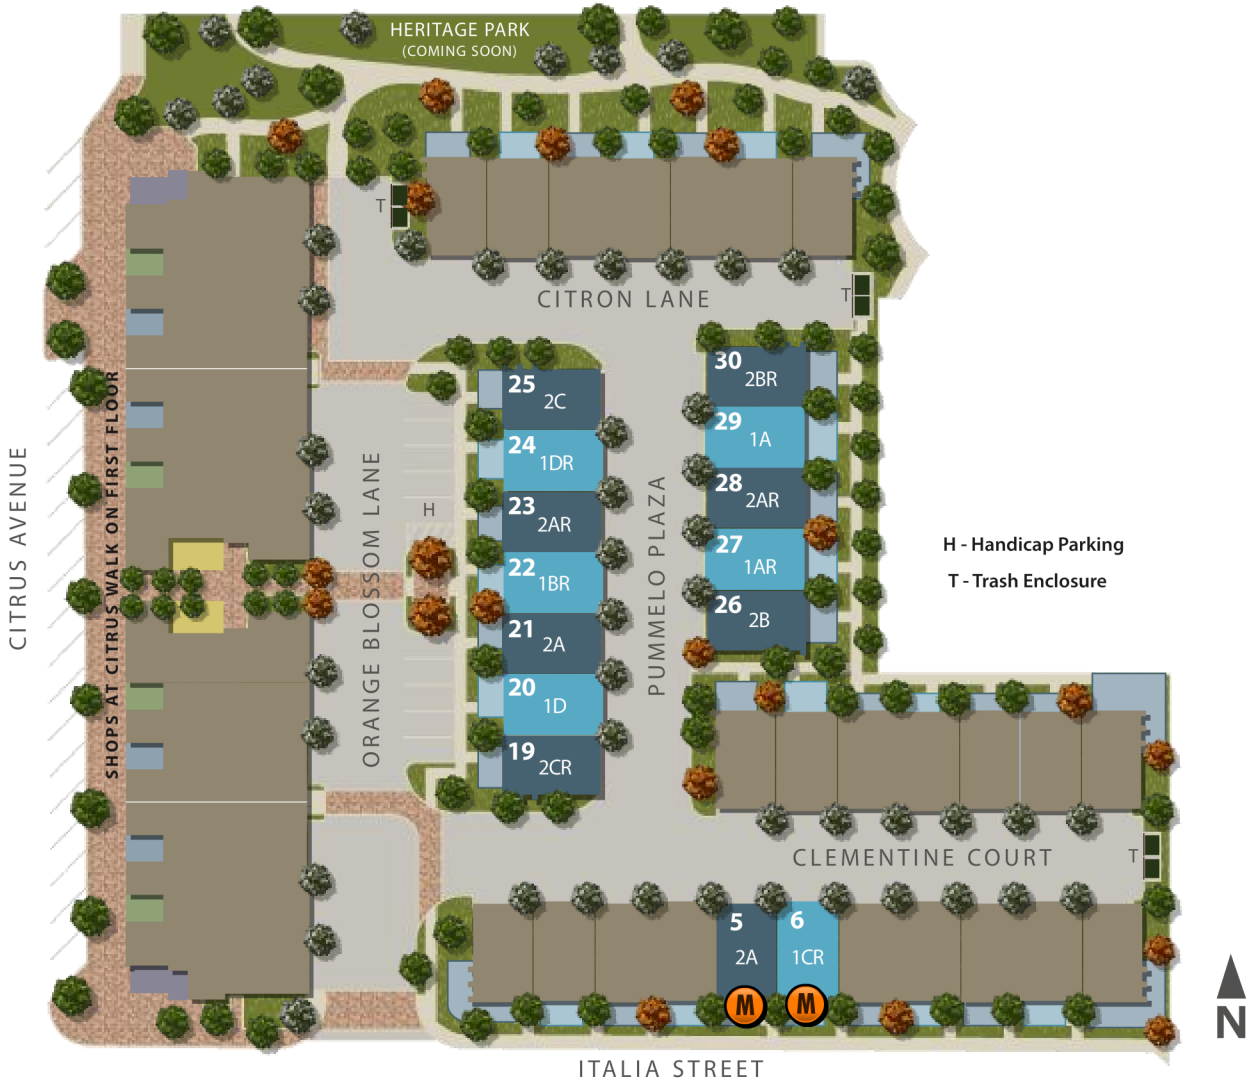 HERITAGE PARK
(COMING SOON)
T
CITRON LANE
T
30
2BR
25
2C
29
1A
24
1DR
28
2AR
23
2AR
H
27
1AR
22
1BR
26
2B
21
2A
20
1D
19
2CR
CITRUS AVENUE
SHOPS AT CITRUS WALK ON FIRST FLOOR
ORANGE BLOSSOM LANE
PUMMELO PLAZA
H - Handicap Parking
T - Trash Enclosure
CLEMENTINE COURT
T
5
2A
6
1CR
M
M
N
ITALIA STREET